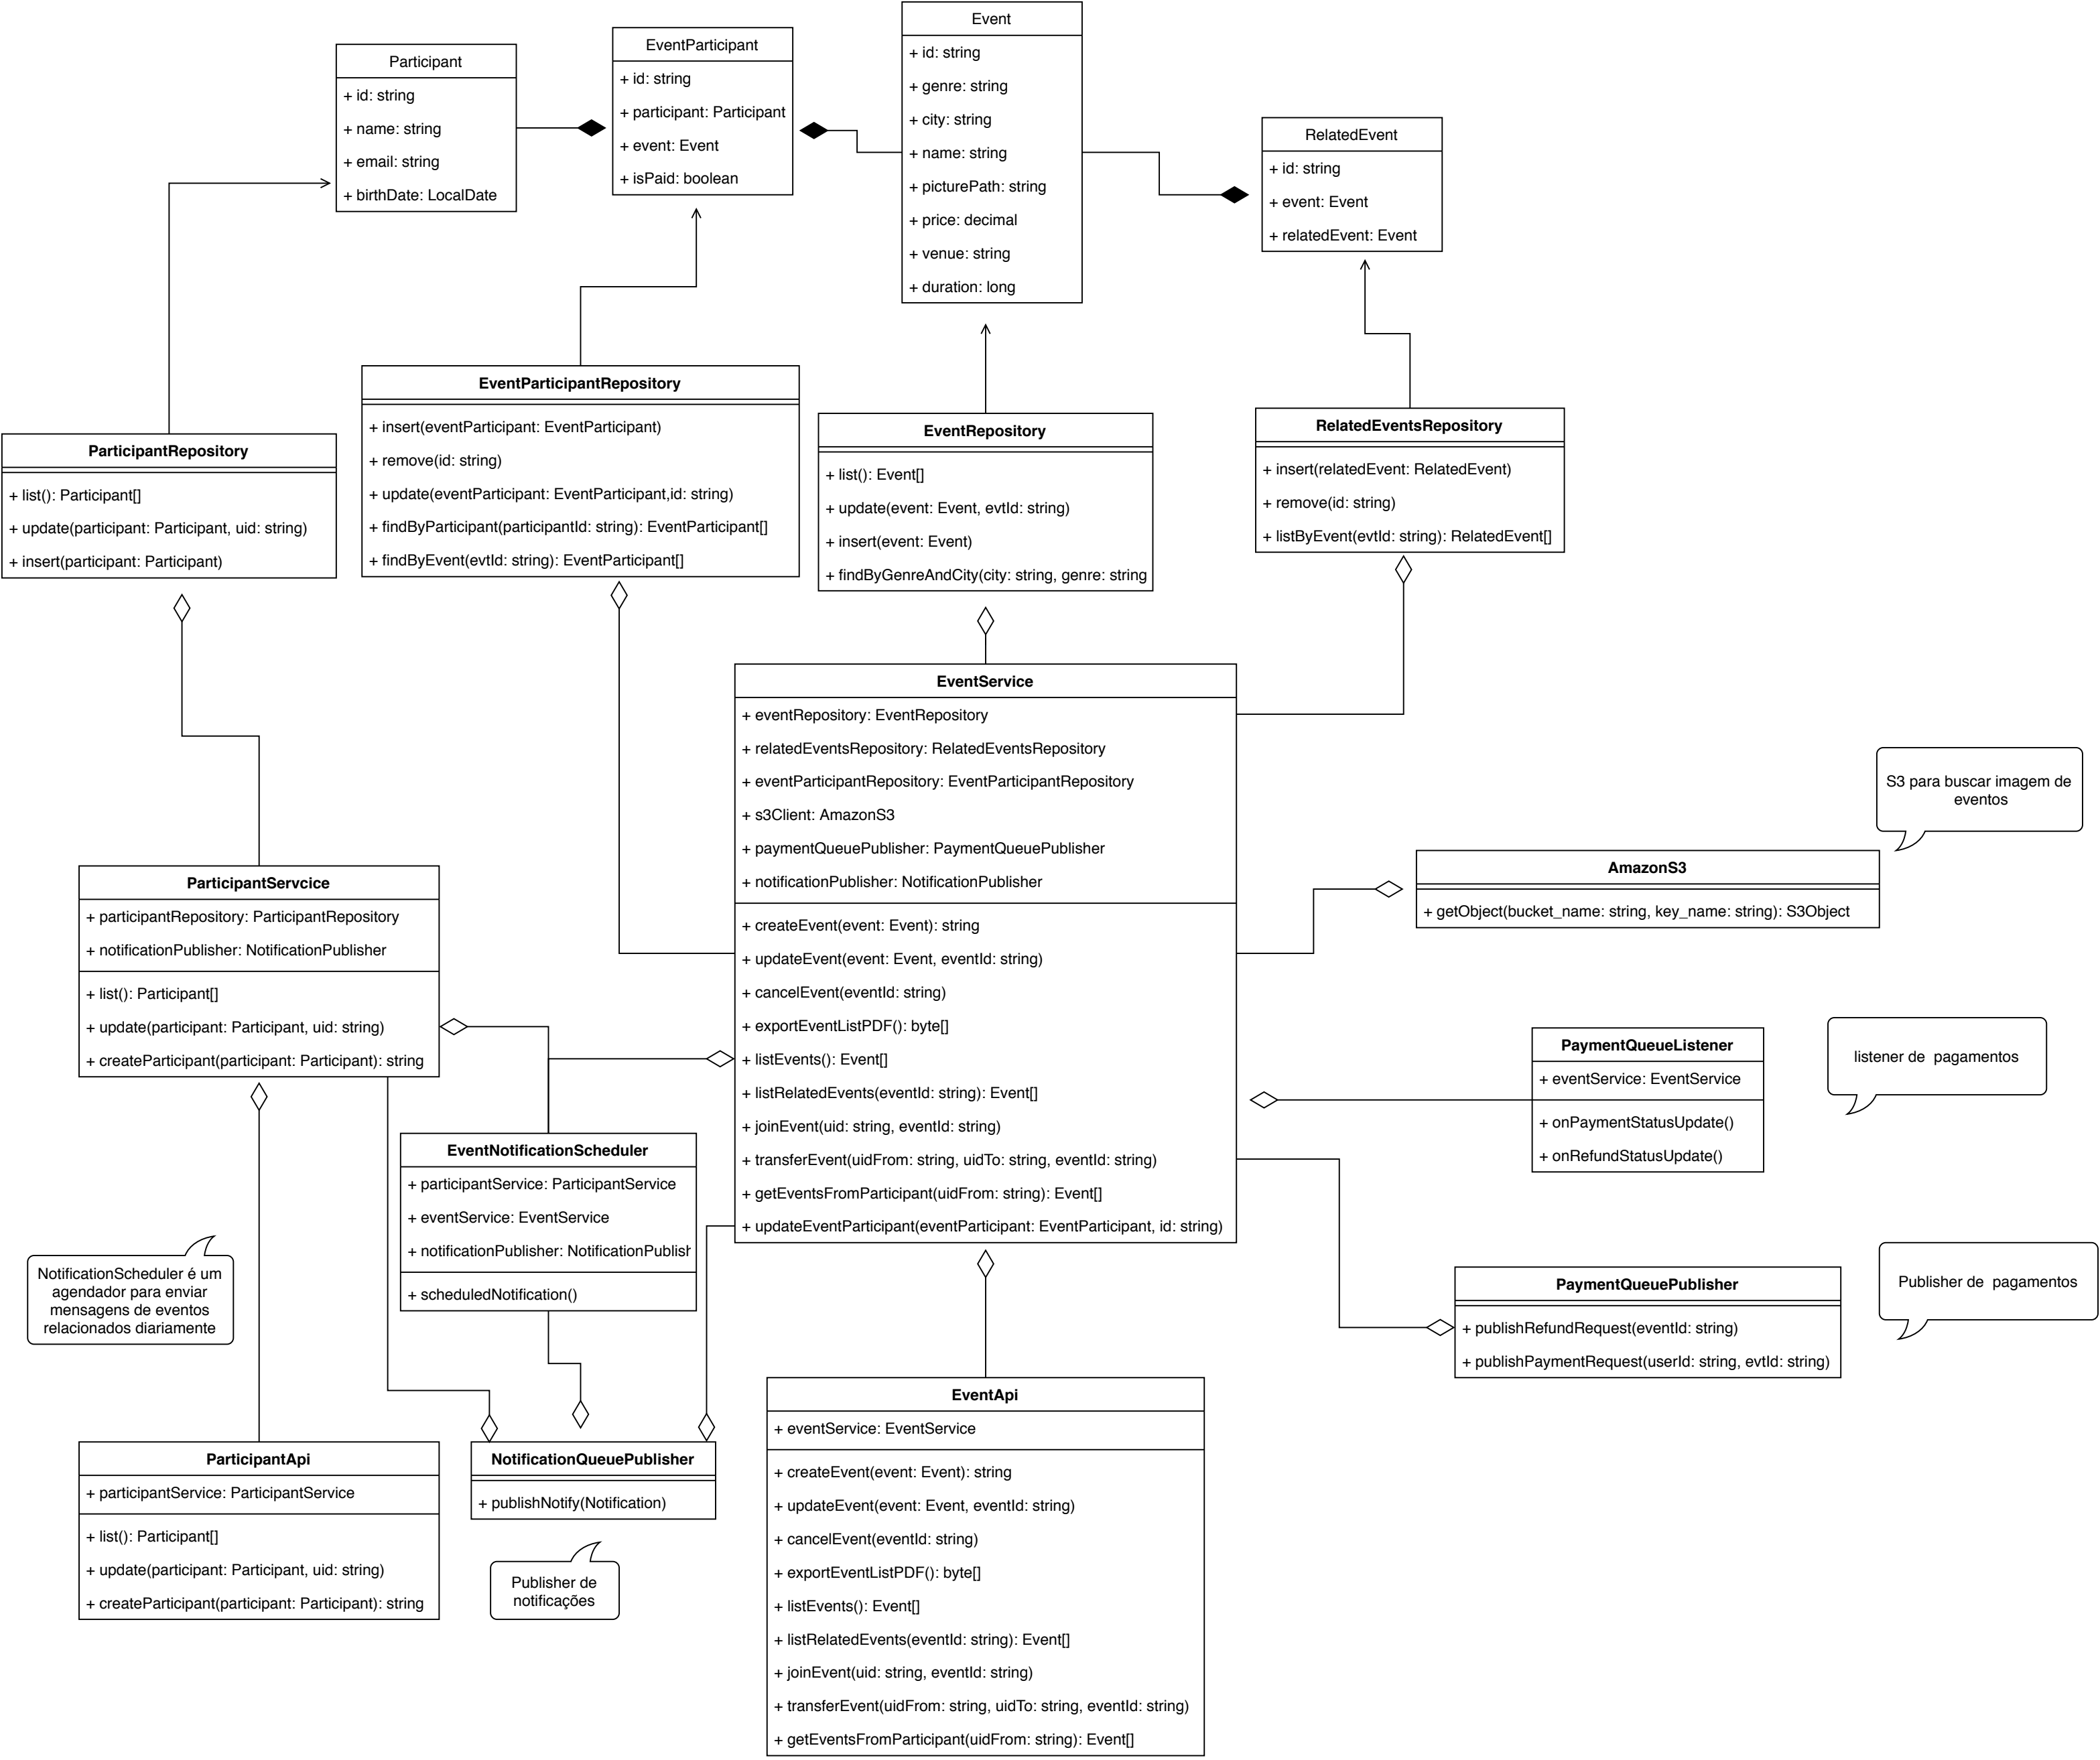 Participant
+ id: string
+ name: string
+ email: string
+ birthDate: LocalDate
EventParticipant
+ id: string
+ participant: Participant
+ event: Event
+ isPaid: boolean
Event
+ id: string
+ genre: string
+ city: string
+ name: string
+ picturePath: string
+ price: decimal
+ venue: string
+ duration: long
RelatedEvent
+ id: string
+ event: Event
+ relatedEvent: Event
ParticipantRepository
+ list(): Participant[]
+ update(participant: Participant, uid: string)
+ insert(participant: Participant)
EventParticipantRepository
+ insert(eventParticipant: EventParticipant)
+ remove(id: string)
+ update(eventParticipant: EventParticipant,id: string)
+ findByParticipant(participantId: string): EventParticipant[]
+ findByEvent(evtId: string): EventParticipant[]
EventRepository
+ list(): Event[]
+ update(event: Event, evtId: string)
+ insert(event: Event)
+ findByGenreAndCity(city: string, genre: string
RelatedEventsRepository
+ insert(relatedEvent: RelatedEvent)
+ remove(id: string)
+ listByEvent(evtId: string): RelatedEvent[]
EventService
+ eventRepository: EventRepository
+ relatedEventsRepository: RelatedEventsRepository
+ eventParticipantRepository: EventParticipantRepository
+ s3Client: AmazonS3
+ paymentQueuePublisher: PaymentQueuePublisher
+ notificationPublisher: NotificationPublisher
+ createEvent(event: Event): string
+ updateEvent(event: Event, eventId: string)
+ cancelEvent(eventId: string)
+ exportEventListPDF(): byte[]
+ listEvents(): Event[]
+ listRelatedEvents(eventId: string): Event[]
+ joinEvent(uid: string, eventId: string)
+ transferEvent(uidFrom: string, uidTo: string, eventId: string)
+ getEventsFromParticipant(uidFrom: string): Event[]
+ updateEventParticipant(eventParticipant: EventParticipant, id: string)
S3 para buscar imagem de
eventos
AmazonS3
+ getObject(bucket_name: string, key_name: string): S3Object
ParticipantServcice
+ participantRepository: ParticipantRepository
+ notificationPublisher: NotificationPublisher
+ list(): Participant[]
+ update(participant: Participant, uid: string)
+ createParticipant(participant: Participant): string
PaymentQueueListener
+ eventService: EventService
+ onPaymentStatusUpdate()
+ onRefundStatusUpdate()
listener de pagamentos
EventNotificationScheduler
+ participantService: ParticipantService
+ eventService: EventService
+ notificationPublisher: NotificationPublish
+ scheduledNotification()
NotificationScheduler é um
agendador para enviar
mensagens de eventos
relacionados diariamente
PaymentQueuePublisher
+ publishRefundRequest(eventId: string)
+ publishPaymentRequest(userId: string, evtId: string)
Publisher de pagamentos
ParticipantApi
+ participantService: ParticipantService
+ list(): Participant[]
+ update(participant: Participant, uid: string)
+ createParticipant(participant: Participant): string
NotificationQueuePublisher
+ publishNotify(Notification)
Publisher de
notificações
EventApi
+ eventService: EventService
+ createEvent(event: Event): string
+ updateEvent(event: Event, eventId: string)
+ cancelEvent(eventId: string)
+ exportEventListPDF(): byte[]
+ listEvents(): Event[]
+ listRelatedEvents(eventId: string): Event[]
+ joinEvent(uid: string, eventId: string)
+ transferEvent(uidFrom: string, uidTo: string, eventId: string)
+ getEventsFromParticipant(uidFrom: string): Event[]